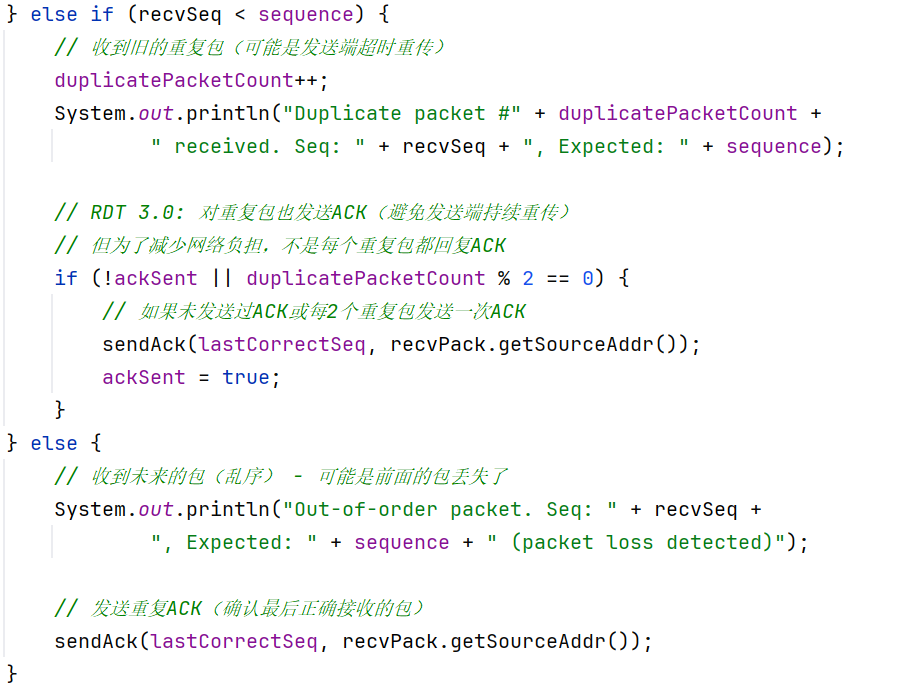 } else if (recvSeq < sequence) {
    // 收到旧的重复包（可能是发送端超时重传）
    duplicatePacketCount++;
    System.out.println("Duplicate packet #" + duplicatePacketCount +
            " received. Seq: " + recvSeq + ", Expected: " + sequence);

    // RDT 3.0: 对重复包也发送ACK（避免发送端持续重传）
    // 但为了减少网络负担，不是每个重复包都回复ACK
    if (!ackSent || duplicatePacketCount % 2 == 0) {
        // 如果未发送过ACK或每2个重复包发送一次ACK
        sendAck(lastCorrectSeq, recvPack.getSourceAddr());
        ackSent = true;
    }
} else {
    // 收到未来的包（乱序） - 可能是前面的包丢失了
    System.out.println("Out-of-order packet. Seq: " + recvSeq +
            ", Expected: " + sequence + " (packet loss detected)");

    // 发送重复ACK（确认最后正确接收的包）
    sendAck(lastCorrectSeq, recvPack.getSourceAddr());
}